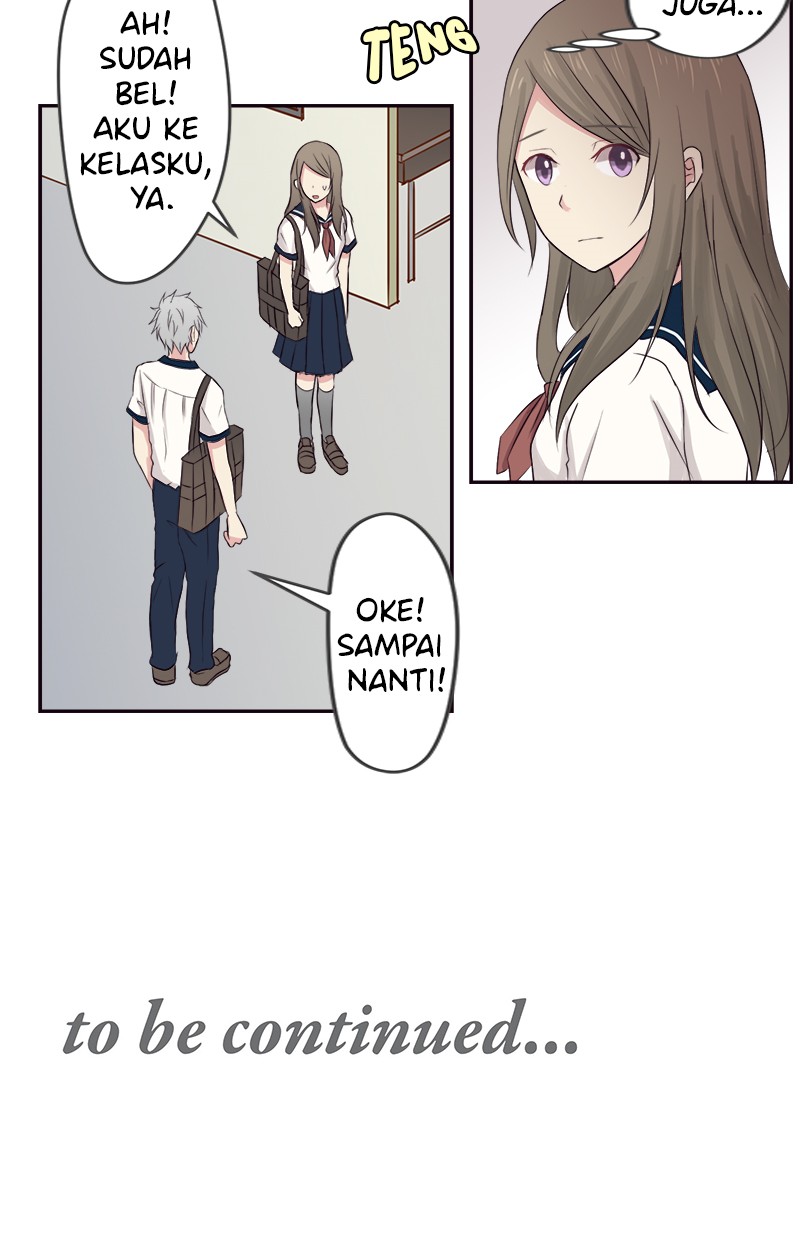 JUGA...
TENG
AH!
SUDAH
BEL!
AKU KE
KELASKU,
YA.
OKE!
SAMPAI
NANTI!
to be continued...